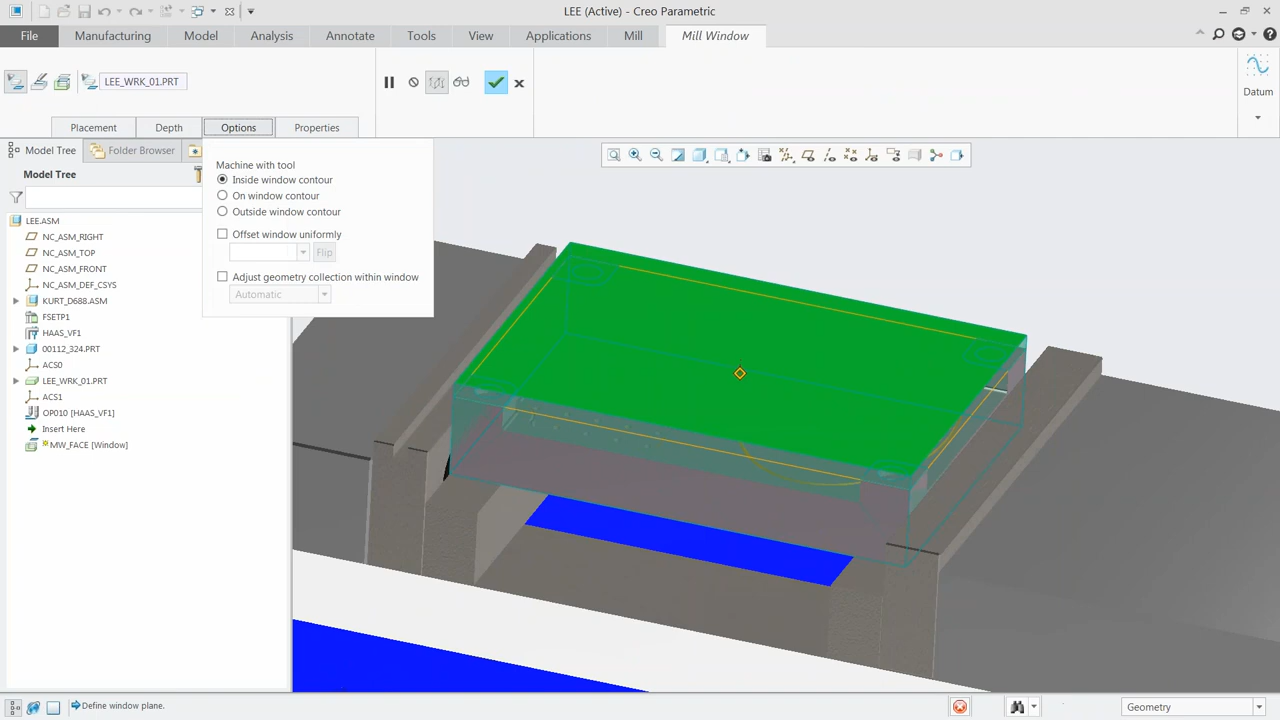 LEE (Active) - Creo Parametric
File Manufacturing Model Analysis Annotate Tools View Applications Mill Mill Window
LEE_WRK_01.PRT
Datum
Placement Depth Options Properties
Model Tree Folder Browser
Model Tree
Machine with tool
Inside window contour
On window contour
Outside window contour
Offset window uniformly
Flip
Adjust geometry collection within window
Automatic
LEE.ASM
NC_ASM_RIGHT
NC_ASM_TOP
NC_ASM_FRONT
NC_ASM_DEF_CSYS
KURT_D688.ASM
FSETP1
HAAS_VF1
00112_324.PRT
ACS0
LEE_WRK_01.PRT
ACS1
OP010 [HAAS_VF1]
Insert Here
MW_FACE [Window]
Define window plane.
Geometry